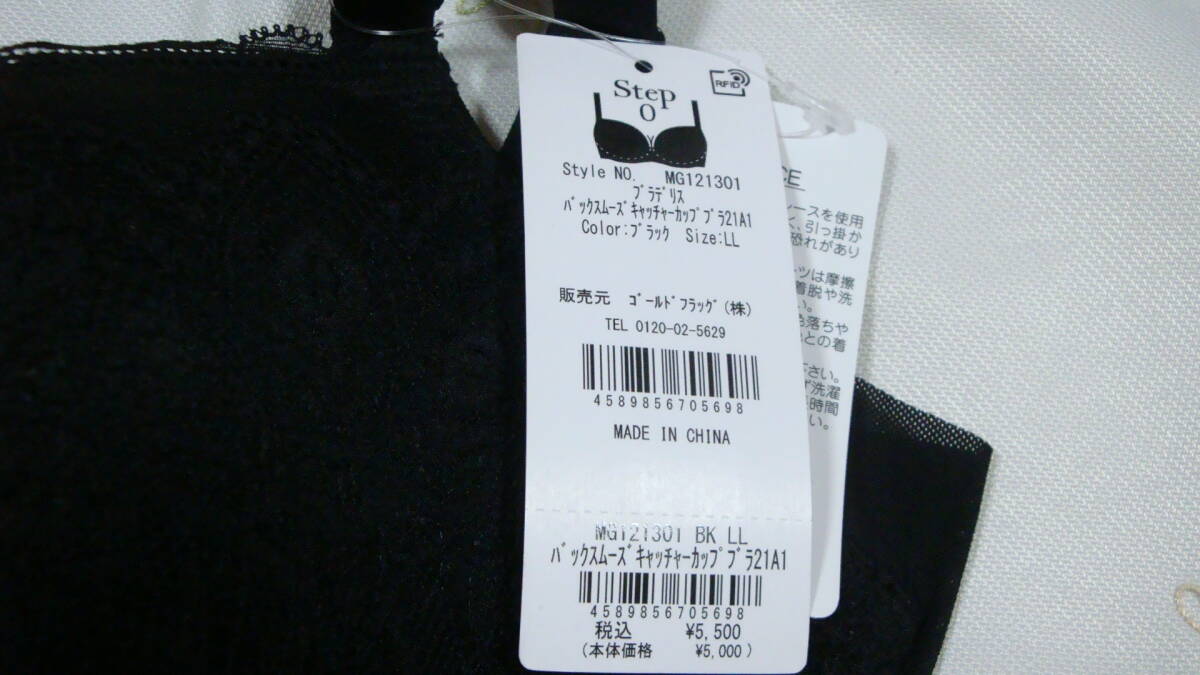 Step
0
RFID
Style NO. MG121301
ﾌﾞﾗﾃﾞﾘｽ
ﾊﾞｯｸｽﾑｰｽﾞｷｬｯﾁｬｰｶｯﾌﾟﾌﾞﾗ21A1
Color:ﾌﾞﾗｯｸ Size:LL
販売元 ｺﾞｰﾙﾄﾞﾌﾗｯｸﾞ(株)
TEL 0120-02-5629
4589856705698
MADE IN CHINA
MG121301 BK LL
ﾊﾞｯｸｽﾑｰｽﾞｷｬｯﾁｬｰｶｯﾌﾟﾌﾞﾗ21A1
4589856705698
税込 ¥5,500
(本体価格 ¥5,000)
CE
ースを使用
く、引っ掛か
恐れがあり
ーツは摩擦
着脱や洗
い。
色落ちや
との着
下さい。
ず洗濯
時間
い。